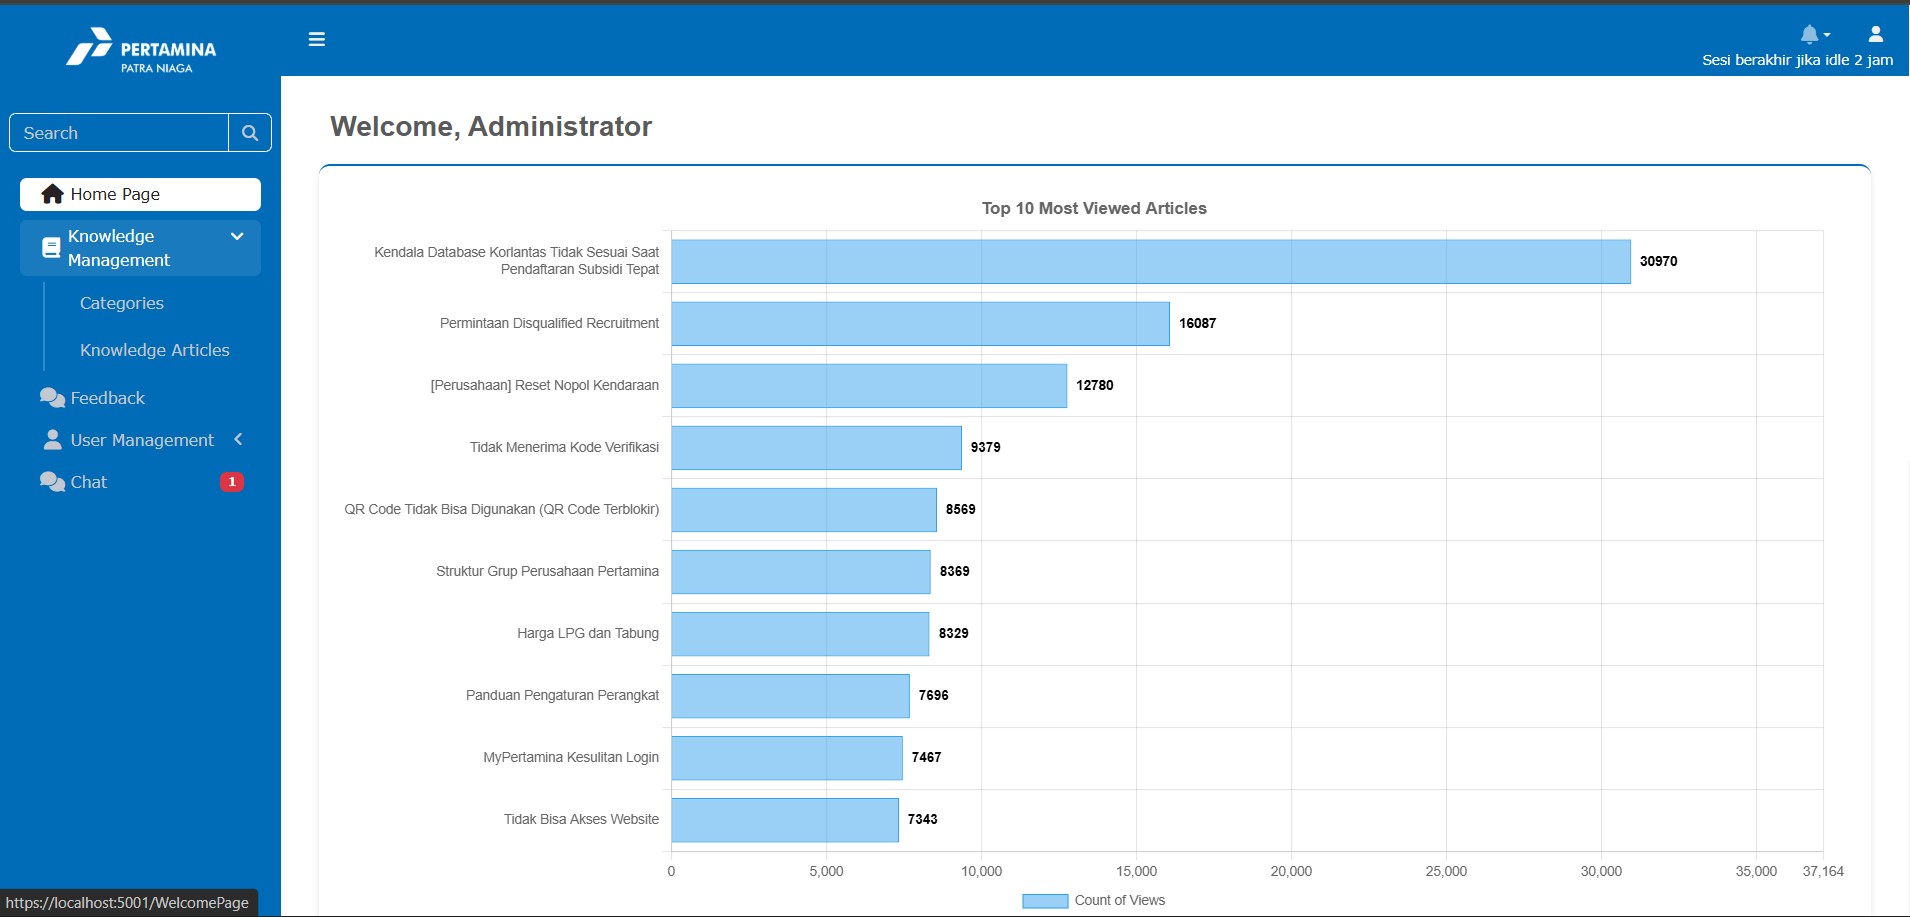 PERTAMINA
PATRA NIAGA
Sesi berakhir jika idle 2 jam
Search
Home Page
Knowledge
Management
Categories
Knowledge Articles
Feedback
User Management
Chat
1
Welcome, Administrator
Top 10 Most Viewed Articles
Kendala Database Korlantas Tidak Sesuai Saat
Pendaftaran Subsidi Tepat
30970
Permintaan Disqualified Recruitment
16087
[Perusahaan] Reset Nopol Kendaraan
12780
Tidak Menerima Kode Verifikasi
9379
QR Code Tidak Bisa Digunakan (QR Code Terblokir)
8569
Struktur Grup Perusahaan Pertamina
8369
Harga LPG dan Tabung
8329
Panduan Pengaturan Perangkat
7696
MyPertamina Kesulitan Login
7467
Tidak Bisa Akses Website
7343
0
5,000
10,000
15,000
20,000
25,000
30,000
35,000
37,164
Count of Views
https://localhost:5001/WelcomePage